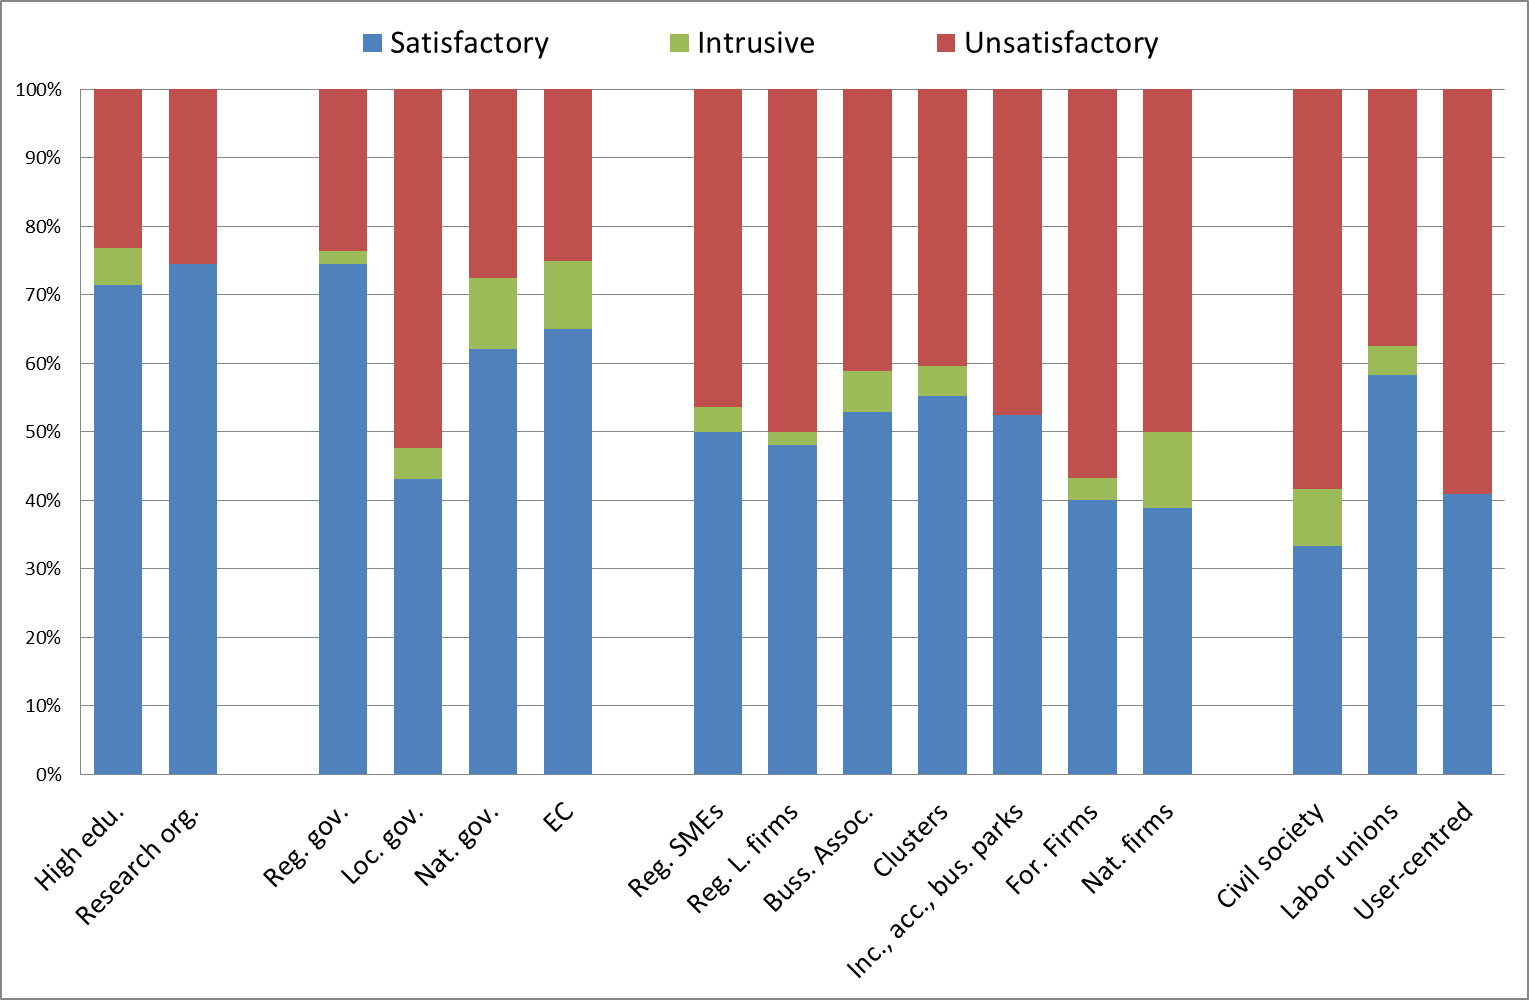 Satisfactory Intrusive Unsatisfactory
100%
90%
80%
70%
60%
50%
40%
30%
20%
10%
0%
High edu.
Research org.
Reg. gov.
Loc. gov.
Nat. gov.
EC
Reg. SMEs
Reg. L. firms
Buss. Assoc.
Clusters
Inc., acc., bus. parks
For. Firms
Nat. firms
Civil society
Labor unions
User-centred